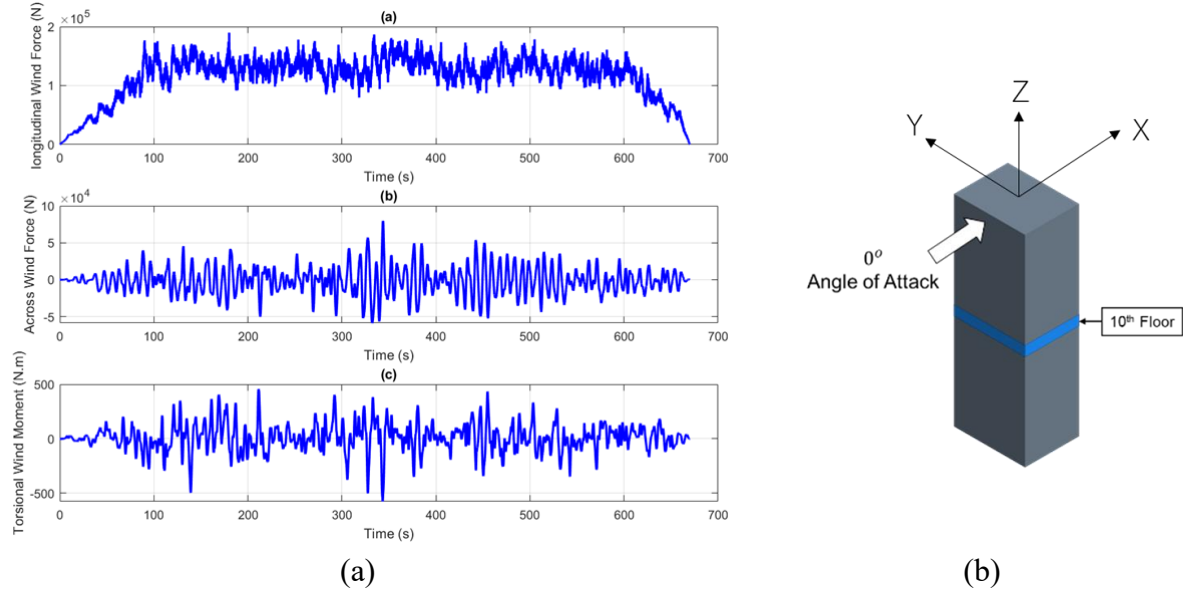 (a)
×10⁵
longitudinal Wind Force (N)
2
1
0
0 100 200 300 400 500 600 700
Time (s)
(b)
×10⁴
Across Wind Force (N)
10
5
0
-5
0 100 200 300 400 500 600 700
Time (s)
(c)
Torsional Wind Moment (N.m)
500
0
-500
0 100 200 300 400 500 600 700
Time (s)
(a)
Z
Y
X
0°
Angle of Attack
10th Floor
(b)